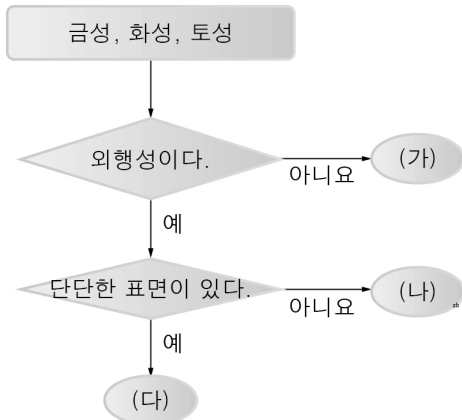 금성, 화성, 토성
외행성이다.
아니요
(가)
예
단단한 표면이 있다.
아니요
(나)
예
(다)